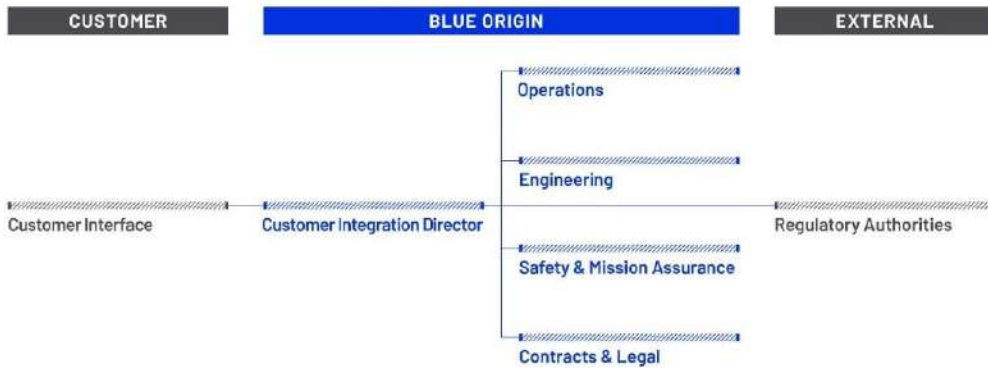 CUSTOMER
BLUE ORIGIN
EXTERNAL
Operations
Engineering
Customer Interface
Customer Integration Director
Regulatory Authorities
Safety & Mission Assurance
Contracts & Legal